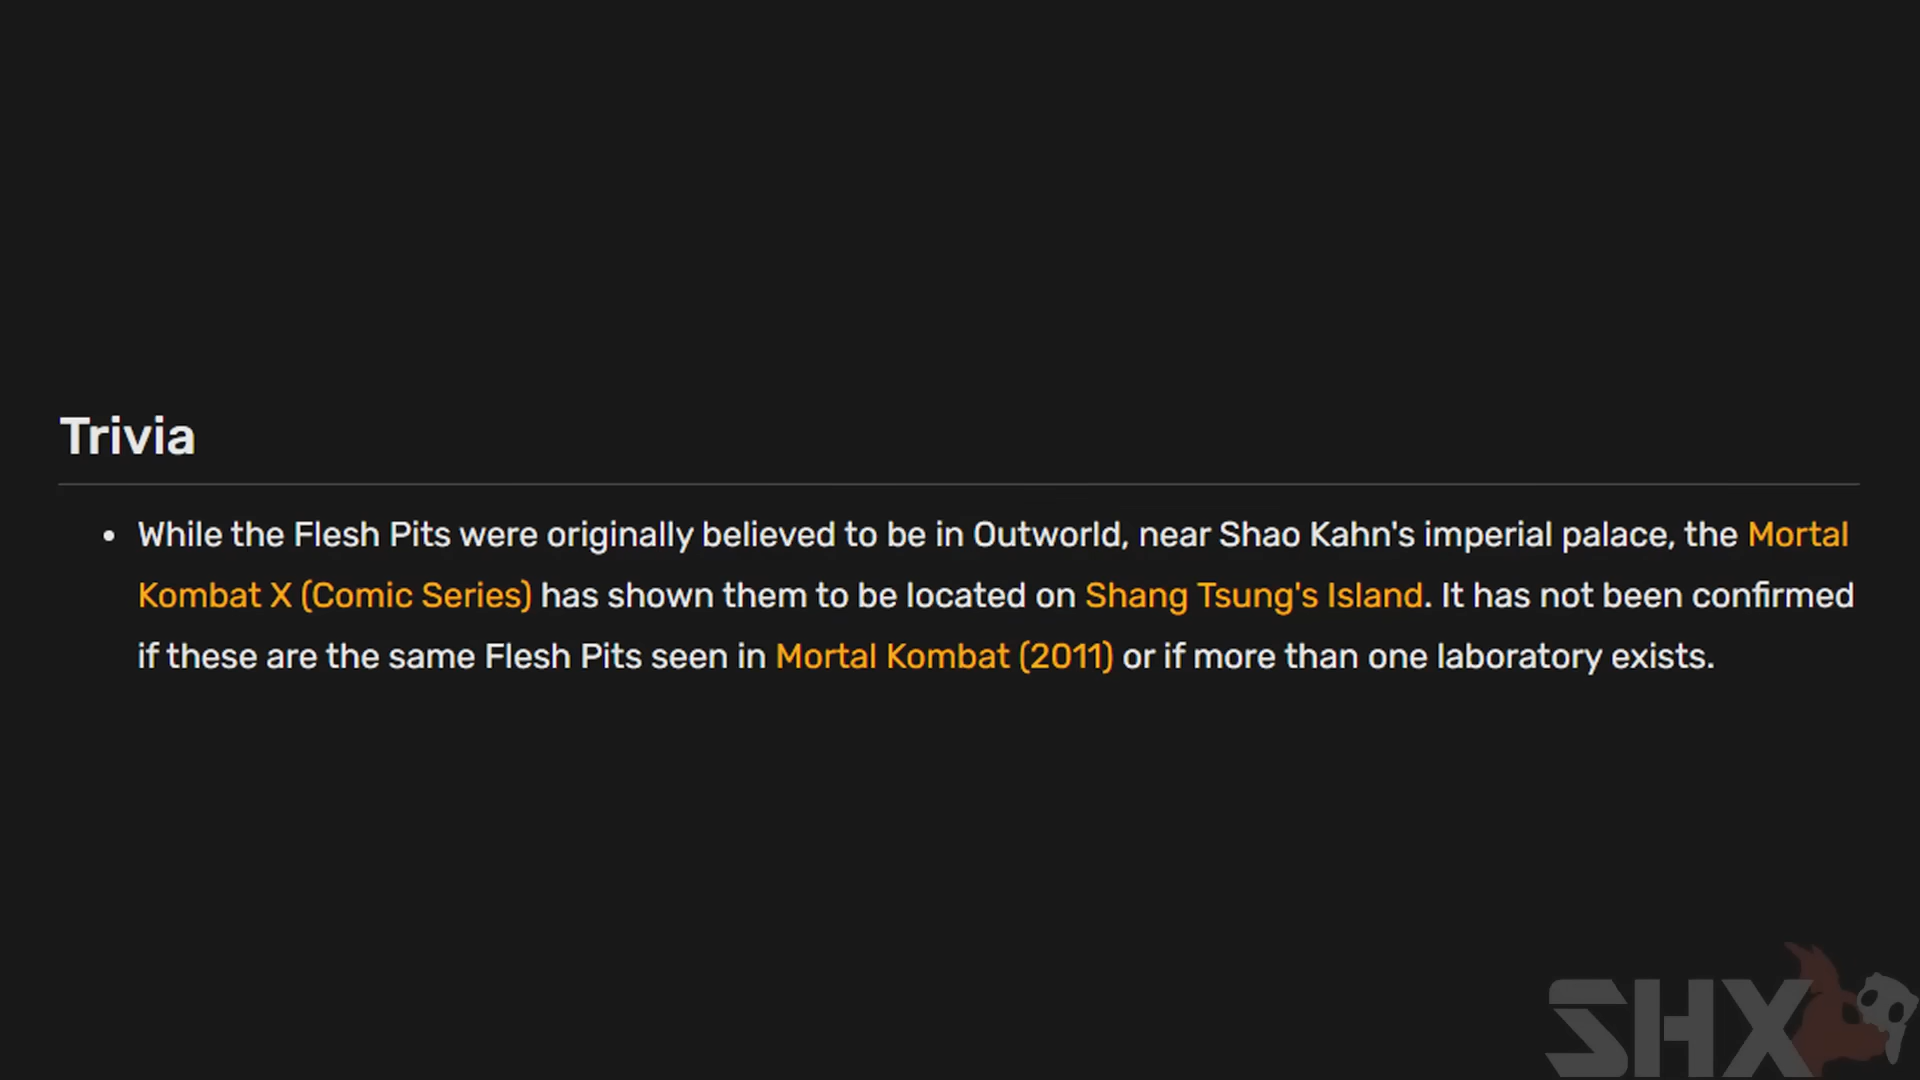 Trivia
• While the Flesh Pits were originally believed to be in Outworld, near Shao Kahn's imperial palace, the Mortal
Kombat X (Comic Series) has shown them to be located on Shang Tsung's Island. It has not been confirmed
if these are the same Flesh Pits seen in Mortal Kombat (2011) or if more than one laboratory exists.
SHX